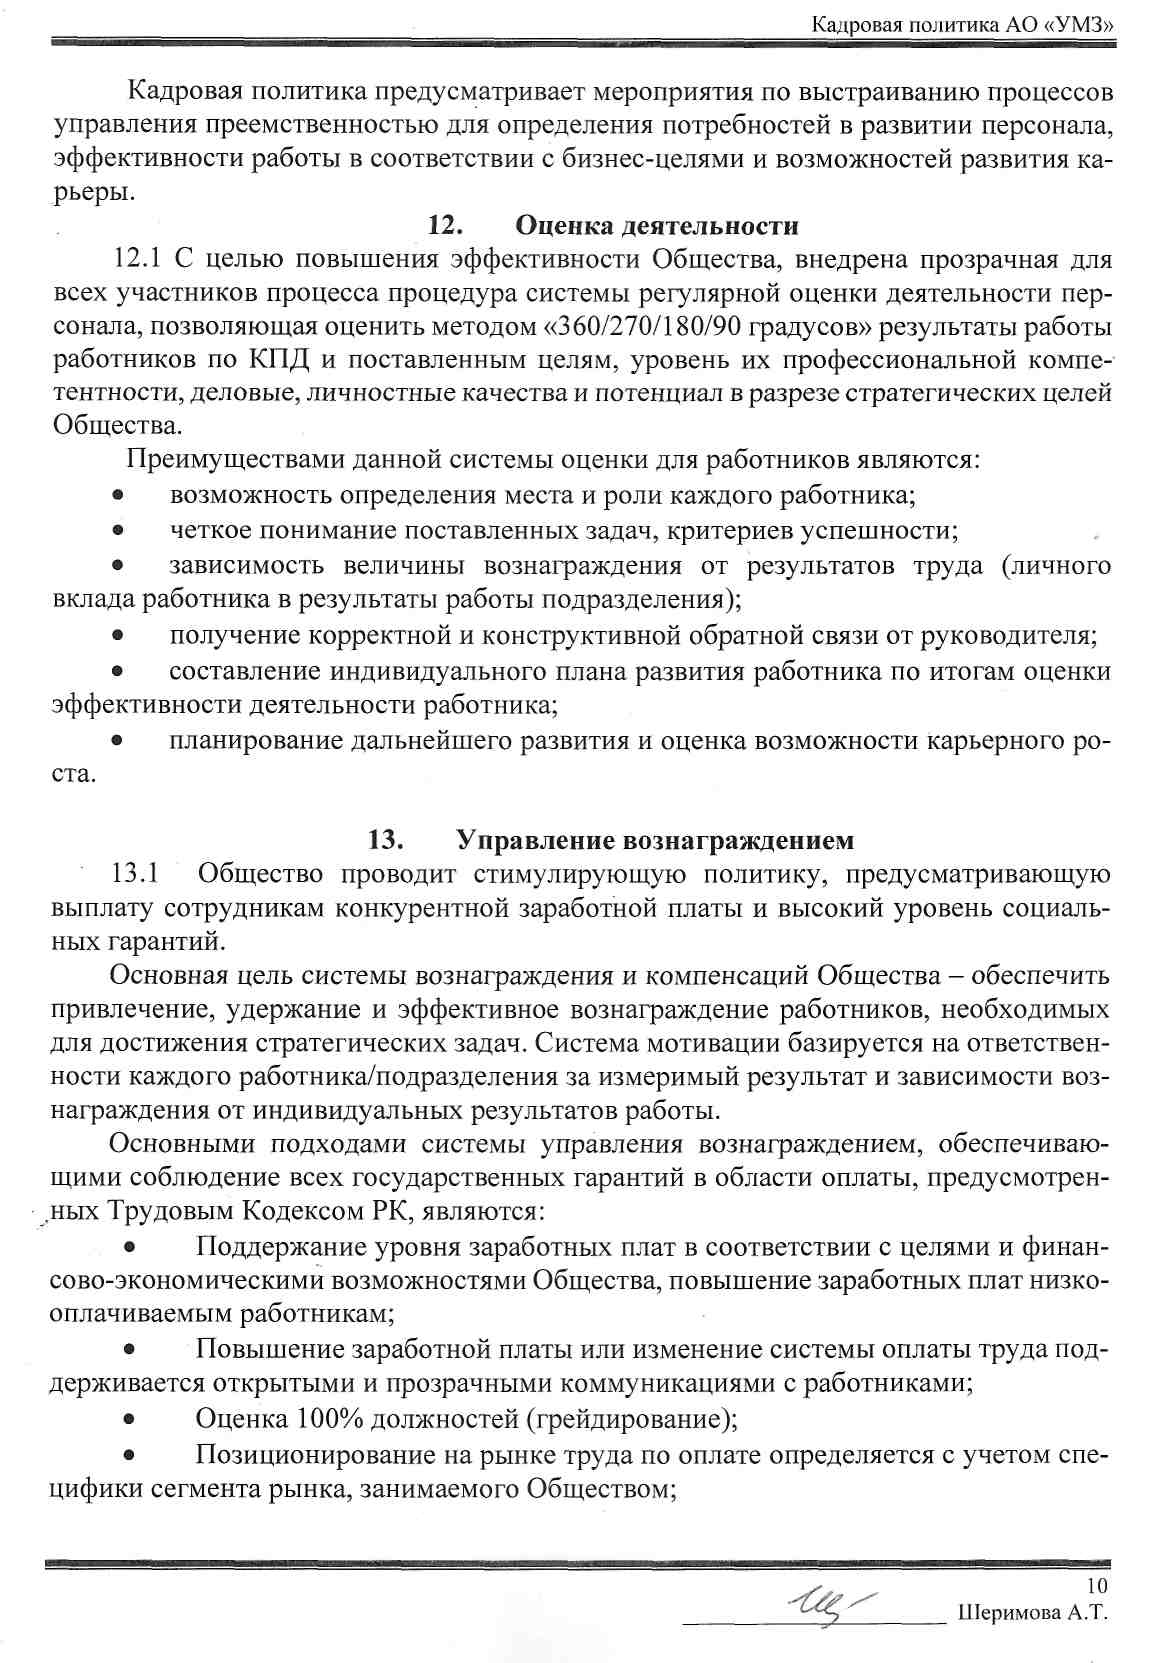 Кадровая политика АО «УМЗ»
Кадровая политика предусматривает мероприятия по выстраиванию процессов
управления преемственностью для определения потребностей в развитии персонала,
эффективности работы в соответствии с бизнес-целями и возможностей развития ка-
рьеры.
12. Оценка деятельности
12.1 С целью повышения эффективности Общества, внедрена прозрачная для
всех участников процесса процедура системы регулярной оценки деятельности пер-
сонала, позволяющая оценить методом «360/270/180/90 градусов» результаты работы
работников по КПД и поставленным целям, уровень их профессиональной компе-
тентности, деловые, личностные качества и потенциал в разрезе стратегических целей
Общества.
Преимуществами данной системы оценки для работников являются:
• возможность определения места и роли каждого работника;
• четкое понимание поставленных задач, критериев успешности;
• зависимость величины вознаграждения от результатов труда (личного
вклада работника в результаты работы подразделения);
• получение корректной и конструктивной обратной связи от руководителя;
• составление индивидуального плана развития работника по итогам оценки
эффективности деятельности работника;
• планирование дальнейшего развития и оценка возможности карьерного ро-
ста.
13. Управление вознаграждением
13.1 Общество проводит стимулирующую политику, предусматривающую
выплату сотрудникам конкурентной заработной платы и высокий уровень социаль-
ных гарантий.
Основная цель системы вознаграждения и компенсаций Общества – обеспечить
привлечение, удержание и эффективное вознаграждение работников, необходимых
для достижения стратегических задач. Система мотивации базируется на ответствен-
ности каждого работника/подразделения за измеримый результат и зависимости воз-
награждения от индивидуальных результатов работы.
Основными подходами системы управления вознаграждением, обеспечиваю-
щими соблюдение всех государственных гарантий в области оплаты, предусмотрен-
ных Трудовым Кодексом РК, являются:
• Поддержание уровня заработных плат в соответствии с целями и финан-
сово-экономическими возможностями Общества, повышение заработных плат низко-
оплачиваемым работникам;
• Повышение заработной платы или изменение системы оплаты труда под-
держивается открытыми и прозрачными коммуникациями с работниками;
• Оценка 100% должностей (грейдирование);
• Позиционирование на рынке труда по оплате определяется с учетом спе-
цифики сегмента рынка, занимаемого Обществом;
10
Шеримова А.Т.